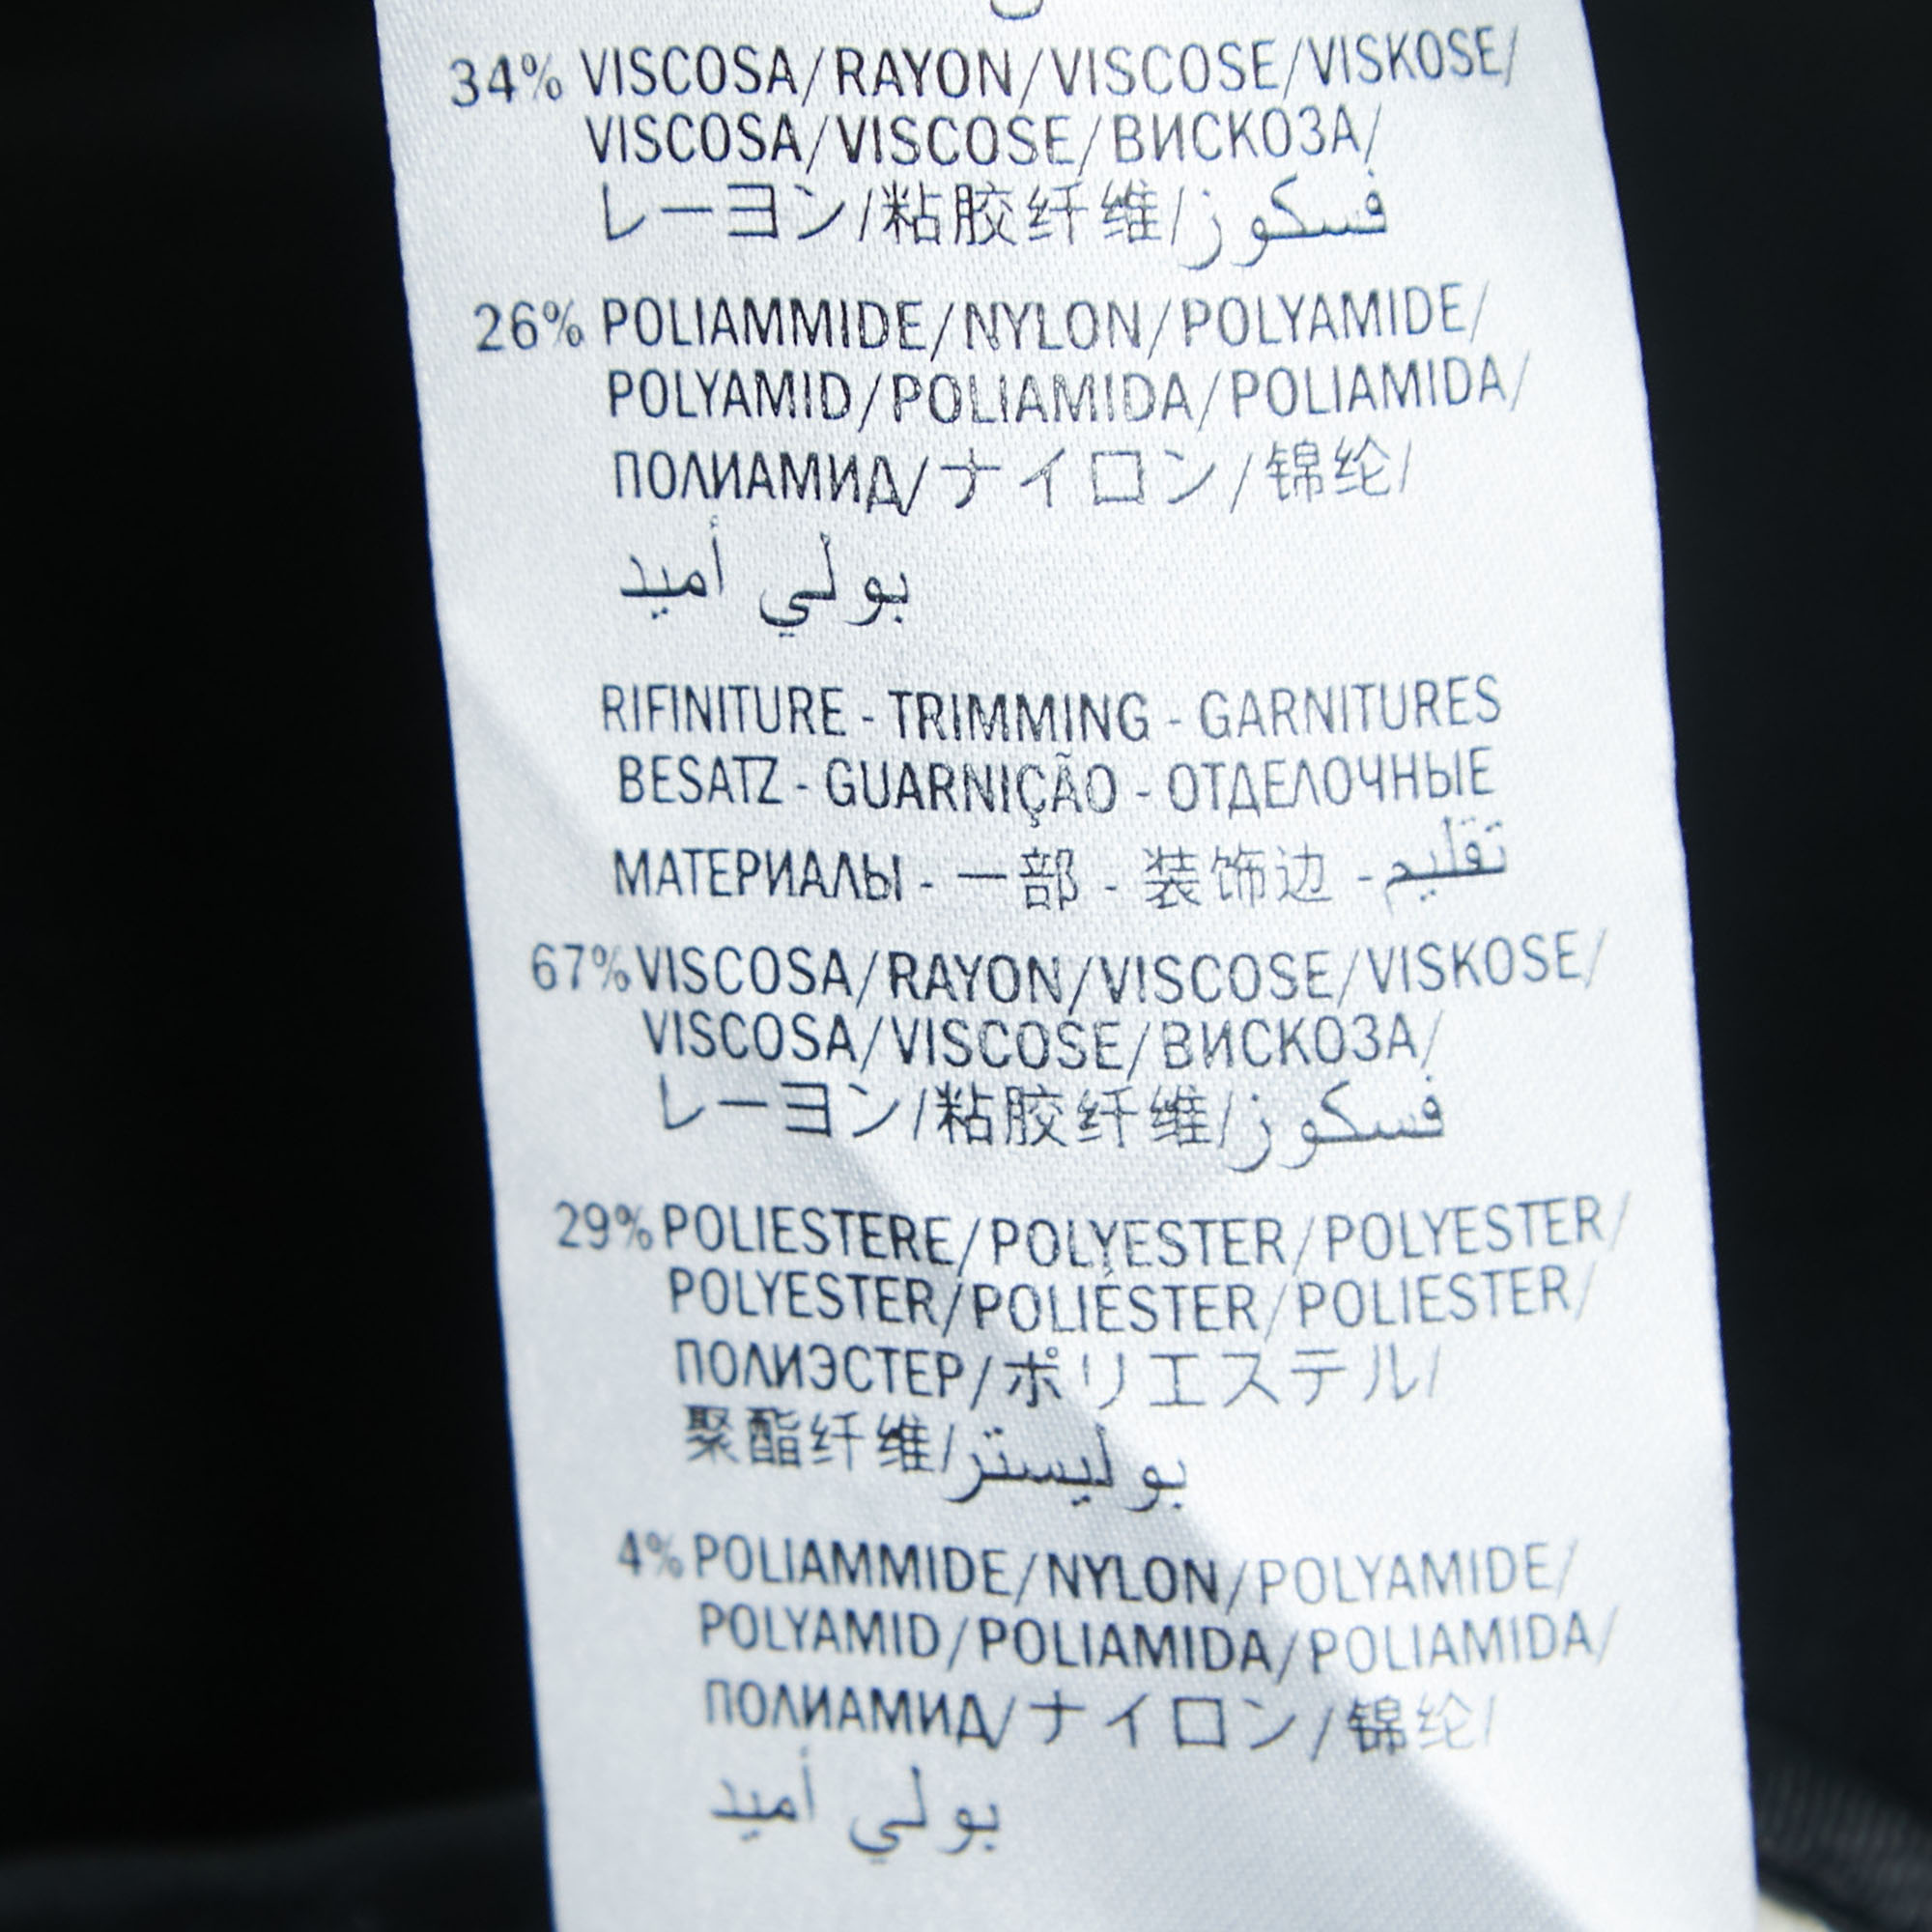 34% VISCOSA/RAYON/VISCOSE/VISKOSE/
VISCOSA/VISCOSE/ВИСКОЗА/
レーヨン/粘胶纤维/فسكوز
26% POLIAMMIDE/NYLON/POLYAMIDE/
POLYAMID/POLIAMIDA/POLIAMIDA/
ПОЛИАМИД/ナイロン/锦纶/
بولي أميد
RIFINITURE - TRIMMING - GARNITURES
BESATZ - GUARNIÇÃO - ОТДЕЛОЧНЫЕ
МАТЕРИАЛЫ - 一部 - 装饰边 - تقليم
67% VISCOSA/RAYON/VISCOSE/VISKOSE/
VISCOSA/VISCOSE/ВИСКОЗА/
レーヨン/粘胶纤维/فسكوز
29% POLIESTERE/POLYESTER/POLYESTER/
POLYESTER/POLIÉSTER/POLIESTER/
ПОЛИЭСТЕР/ポリエステル/
聚酯纤维/بوليستر
4% POLIAMMIDE/NYLON/POLYAMIDE/
POLYAMID/POLIAMIDA/POLIAMIDA/
ПОЛИАМИД/ナイロン/锦纶/
بولي أميد